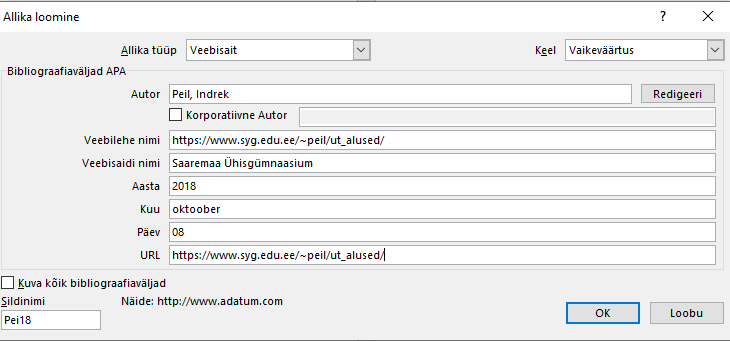 Allika loomine
Allika tüüp Veebisait Keel Vaikeväärtus
Bibliograafiaväljad APA
Autor Peil, Indrek Redigeeri
Korporatiivne Autor
Veebilehe nimi https://www.syg.edu.ee/~peil/ut_alused/
Veebisaidi nimi Saaremaa Ühisgümnaasium
Aasta 2018
Kuu oktoober
Päev 08
URL https://www.syg.edu.ee/~peil/ut_alused/
Kuva kõik bibliograafiaväljad
Sildinimi Näide: http://www.adatum.com
Pei18 OK Loobu